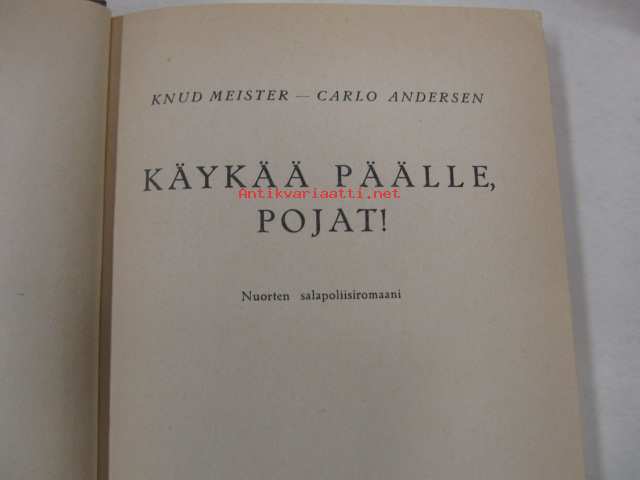 KNUD MEISTER — CARLO ANDERSEN
KÄYKÄÄ PÄÄLLE,
Antikvariaatti.net
POJAT!
Nuorten salapoliisiromaani